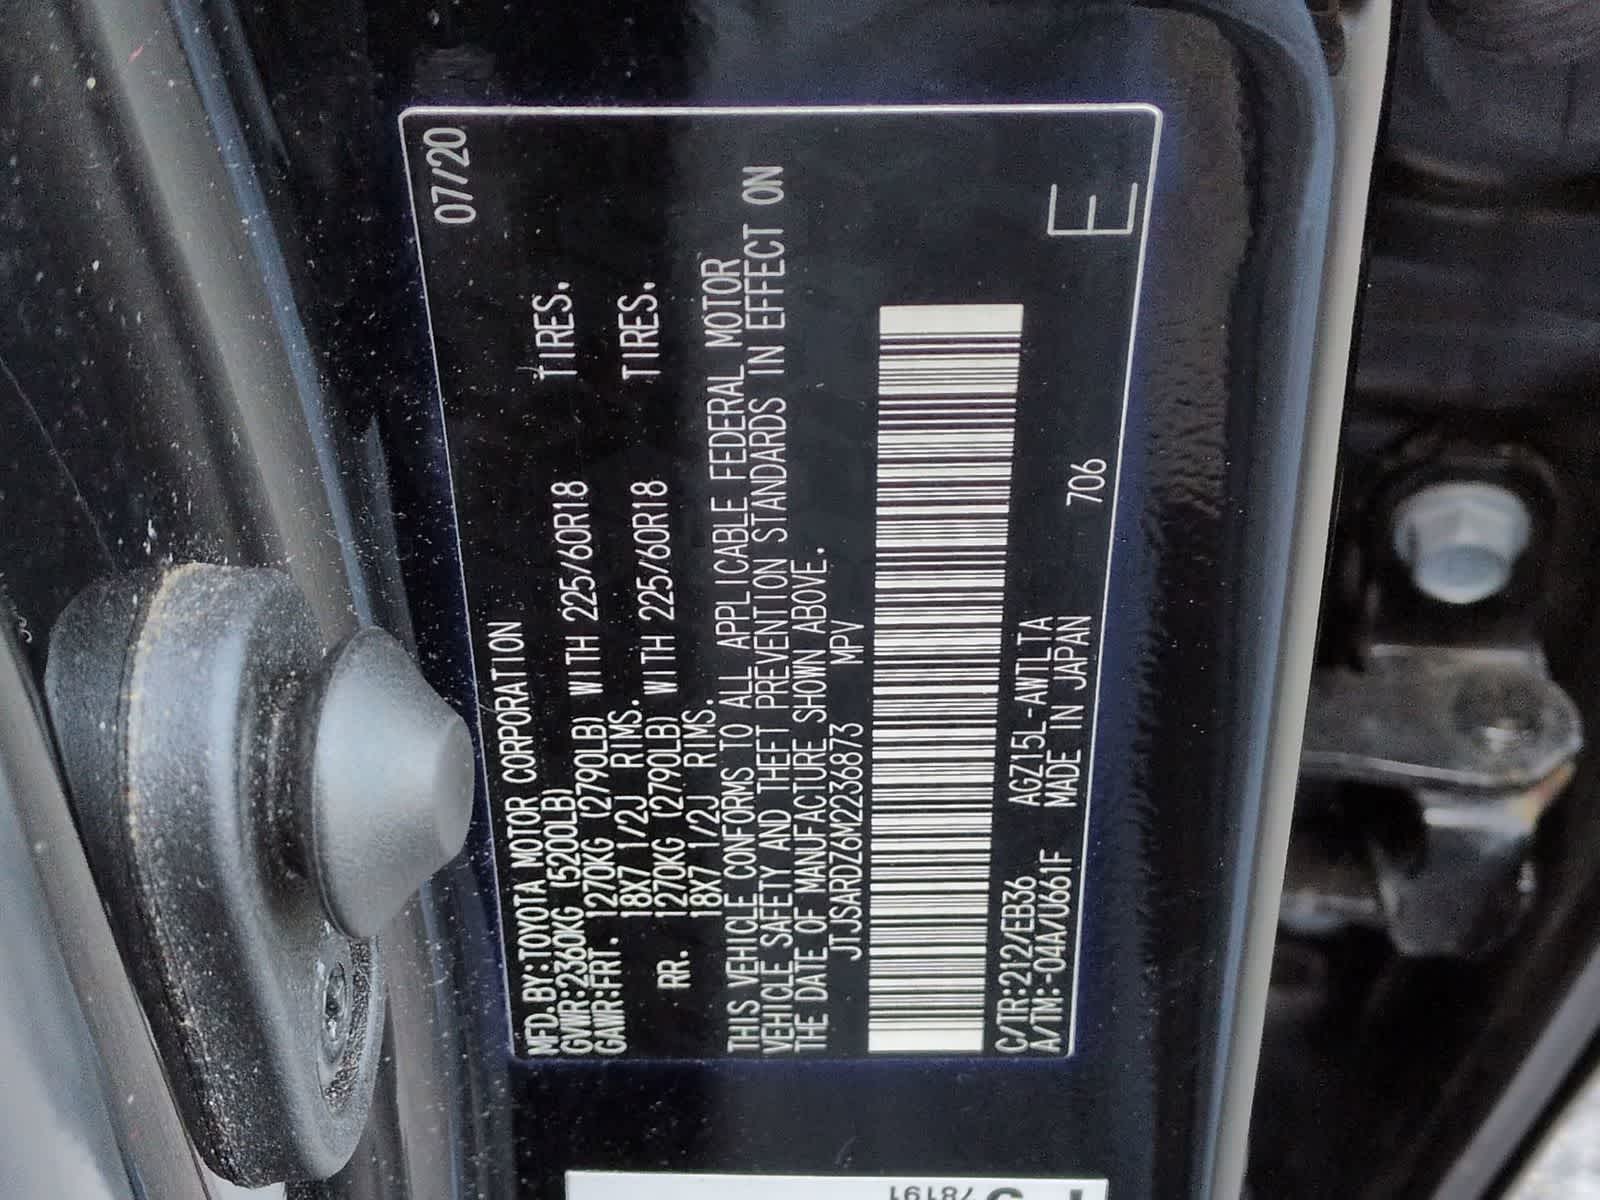 07/20
MFD.BY:TOYOTA MOTOR CORPORATION
GVWR:2360KG (5200LB)
GAWR:FRT. 1270KG (2790LB) WITH 225/60R18 TIRES.
18X7 1/2J RIMS.
RR. 1270KG (2790LB) WITH 225/60R18 TIRES.
18X7 1/2J RIMS.
THIS VEHICLE CONFORMS TO ALL APPLICABLE FEDERAL MOTOR
VEHICLE SAFETY AND THEFT PREVENTION STANDARDS IN EFFECT ON
THE DATE OF MANUFACTURE SHOWN ABOVE.
JTJSARDZ6M2236873 MPV
C/TR:212/EB36 AGZ15L-AWTLTA
A/TM:-04A/U661F MADE IN JAPAN 706 E
78191